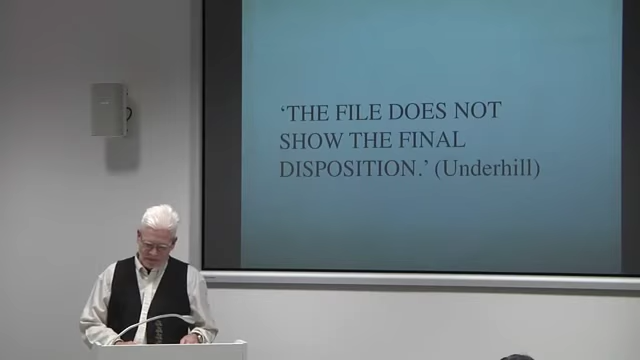 ‘THE FILE DOES NOT
SHOW THE FINAL
DISPOSITION.’ (Underhill)